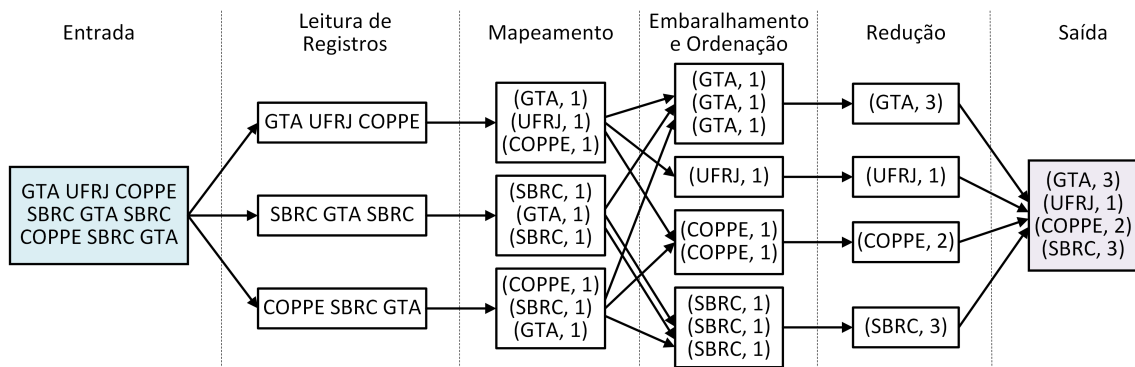 Entrada
Leitura de
Registros
Mapeamento
Embaralhamento
e Ordenação
Redução
Saída
GTA UFRJ COPPE
SBRC GTA SBRC
COPPE SBRC GTA
GTA UFRJ COPPE
SBRC GTA SBRC
COPPE SBRC GTA
(GTA, 1)
(UFRJ, 1)
(COPPE, 1)
(SBRC, 1)
(GTA, 1)
(SBRC, 1)
(COPPE, 1)
(SBRC, 1)
(GTA, 1)
(GTA, 1)
(GTA, 1)
(GTA, 1)
(UFRJ, 1)
(COPPE, 1)
(COPPE, 1)
(SBRC, 1)
(SBRC, 1)
(SBRC, 1)
(GTA, 3)
(UFRJ, 1)
(COPPE, 2)
(SBRC, 3)
(GTA, 3)
(UFRJ, 1)
(COPPE, 2)
(SBRC, 3)